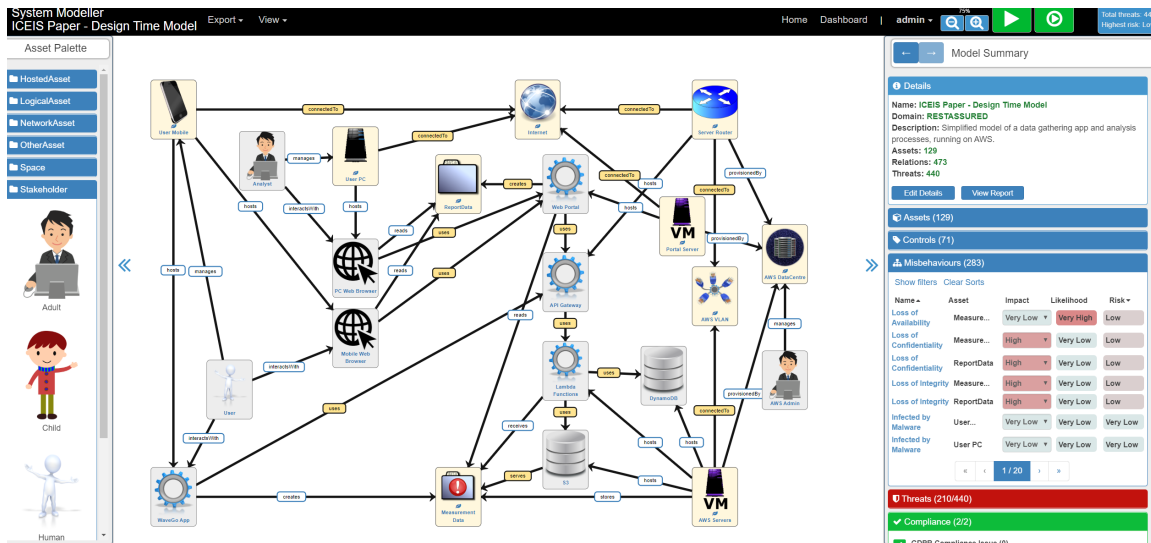 System Modeller
ICEIS Paper - Design Time Model
Export
View
Home
Dashboard
|
admin
75%
Total threats: 44
Highest risk: Lo
Asset Palette
HostedAsset
LogicalAsset
NetworkAsset
OtherAsset
Space
Stakeholder
Adult
Child
Human
User Mobile
connectedTo
Internet
connectedTo
Server Router
connectedTo
Analyst
manages
User PC
ReportData
creates
Web Portal
connectedTo
hosts
provisionedBy
hosts
interactsWith
hosts
reads
uses
hosts
connectedTo
VM
Portal Server
provisionedBy
AWS DataCentre
uses
PC Web Browser
reads
uses
hosts
manages
API Gateway
AWS VLAN
reads
uses
manages
Mobile Web
Browser
interactsWith
User
Lambda
Functions
uses
DynamoDB
provisionedBy
AWS Admin
uses
uses
connectedTo
interactsWith
receives
S3
hosts
hosts
serves
hosts
WaveGo App
creates
Measurement
Data
stores
VM
AWS Servers
← →
Model Summary
Details
Name: ICEIS Paper - Design Time Model
Domain: RESTASSURED
Description: Simplified model of a data gathering app and analysis
processes, running on AWS.
Assets: 129
Relations: 473
Threats: 440
Edit Details
View Report
Assets (129)
Controls (71)
Misbehaviours (283)
Show filters Clear Sorts
Name Asset Impact Likelihood Risk
Loss of
Availability Measure... Very Low Very High Low
Loss of
Confidentiality Measure... High Very Low Low
Loss of
Confidentiality ReportData High Very Low Low
Loss of Integrity Measure... High Very Low Low
Loss of Integrity ReportData High Very Low Low
Infected by
Malware User... Very Low Very Low Very Low
Infected by
Malware User PC Very Low Very Low Very Low
« ‹ 1 / 20 › »
Threats (210/440)
Compliance (2/2)
GDPR Compliance Issue (0)